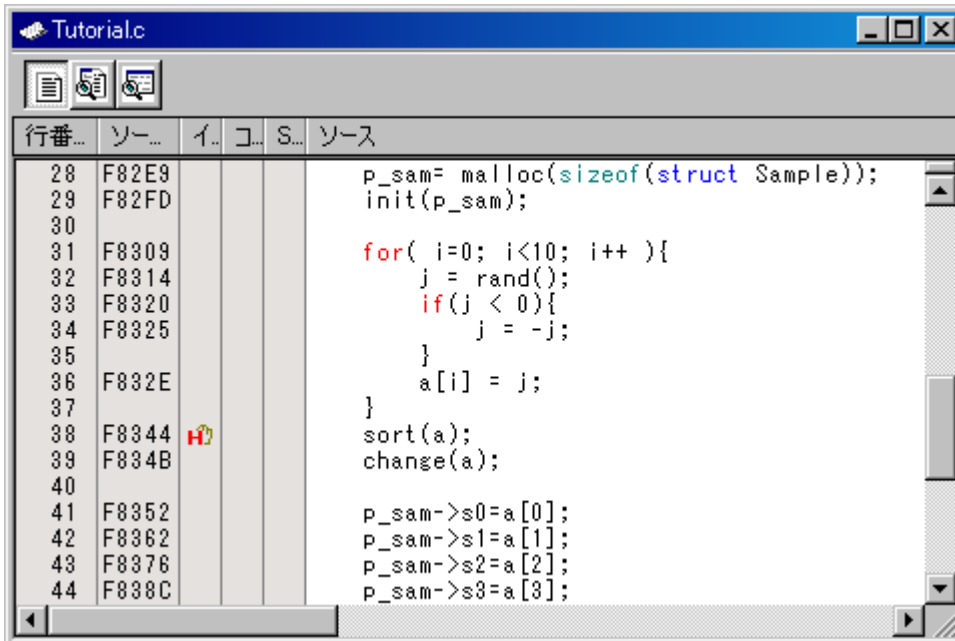 Tutorial.c
行番... ソー... イ.. コ... S... ソース
28 F82E9 p_sam= malloc(sizeof(struct Sample));
29 F82FD init(p_sam);
30
31 F8309 for( i=0; i<10; i++ ){
32 F8314 j = rand();
33 F8320 if(j < 0){
34 F8325 j = -j;
35 }
36 F832E a[i] = j;
37 }
38 F8344 H sort(a);
39 F834B change(a);
40
41 F8352 p_sam->s0=a[0];
42 F8362 p_sam->s1=a[1];
43 F8376 p_sam->s2=a[2];
44 F838C p_sam->s3=a[3];